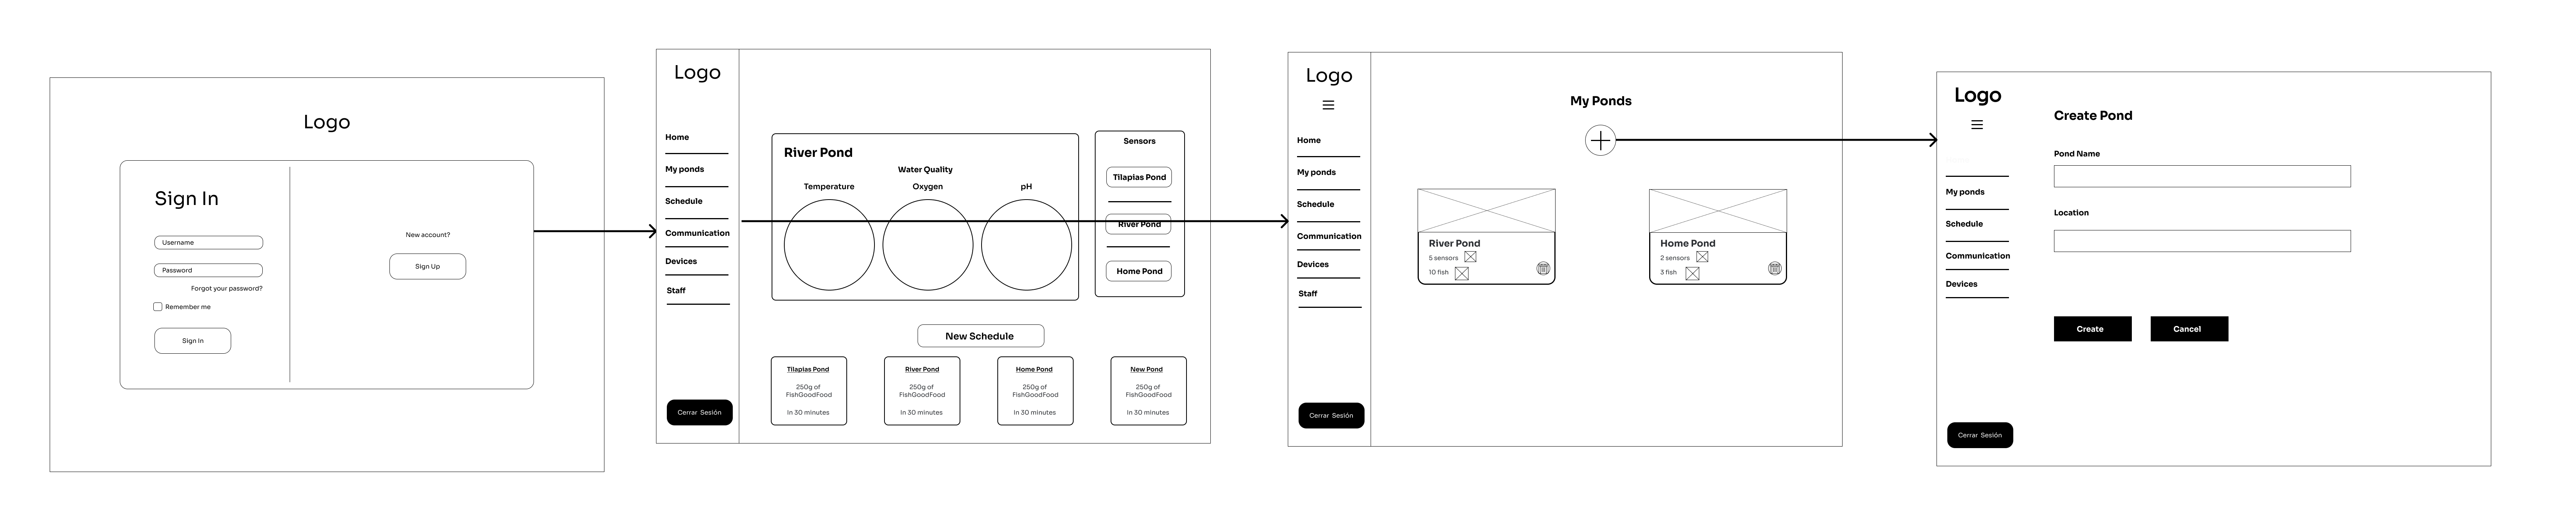 Logo
Sign In
Username
Password
Forgot your password?
Remember me
Sign In
New account?
Sign Up
Logo
Home
My ponds
Schedule
Communication
Devices
Staff
Cerrar Sesión
River Pond
Water Quality
Temperature
Oxygen
pH
Sensors
Tilapias Pond
River Pond
Home Pond
New Schedule
Tilapias Pond
250g of
FishGoodFood
In 30 minutes
River Pond
250g of
FishGoodFood
In 30 minutes
Home Pond
250g of
FishGoodFood
In 30 minutes
New Pond
250g of
FishGoodFood
In 30 minutes
Logo
Home
My ponds
Schedule
Communication
Devices
Staff
Cerrar Sesión
My Ponds
River Pond
5 sensors
10 fish
Home Pond
2 sensors
3 fish
Logo
My ponds
Schedule
Communication
Devices
Cerrar Sesión
Create Pond
Pond Name
Location
Create
Cancel